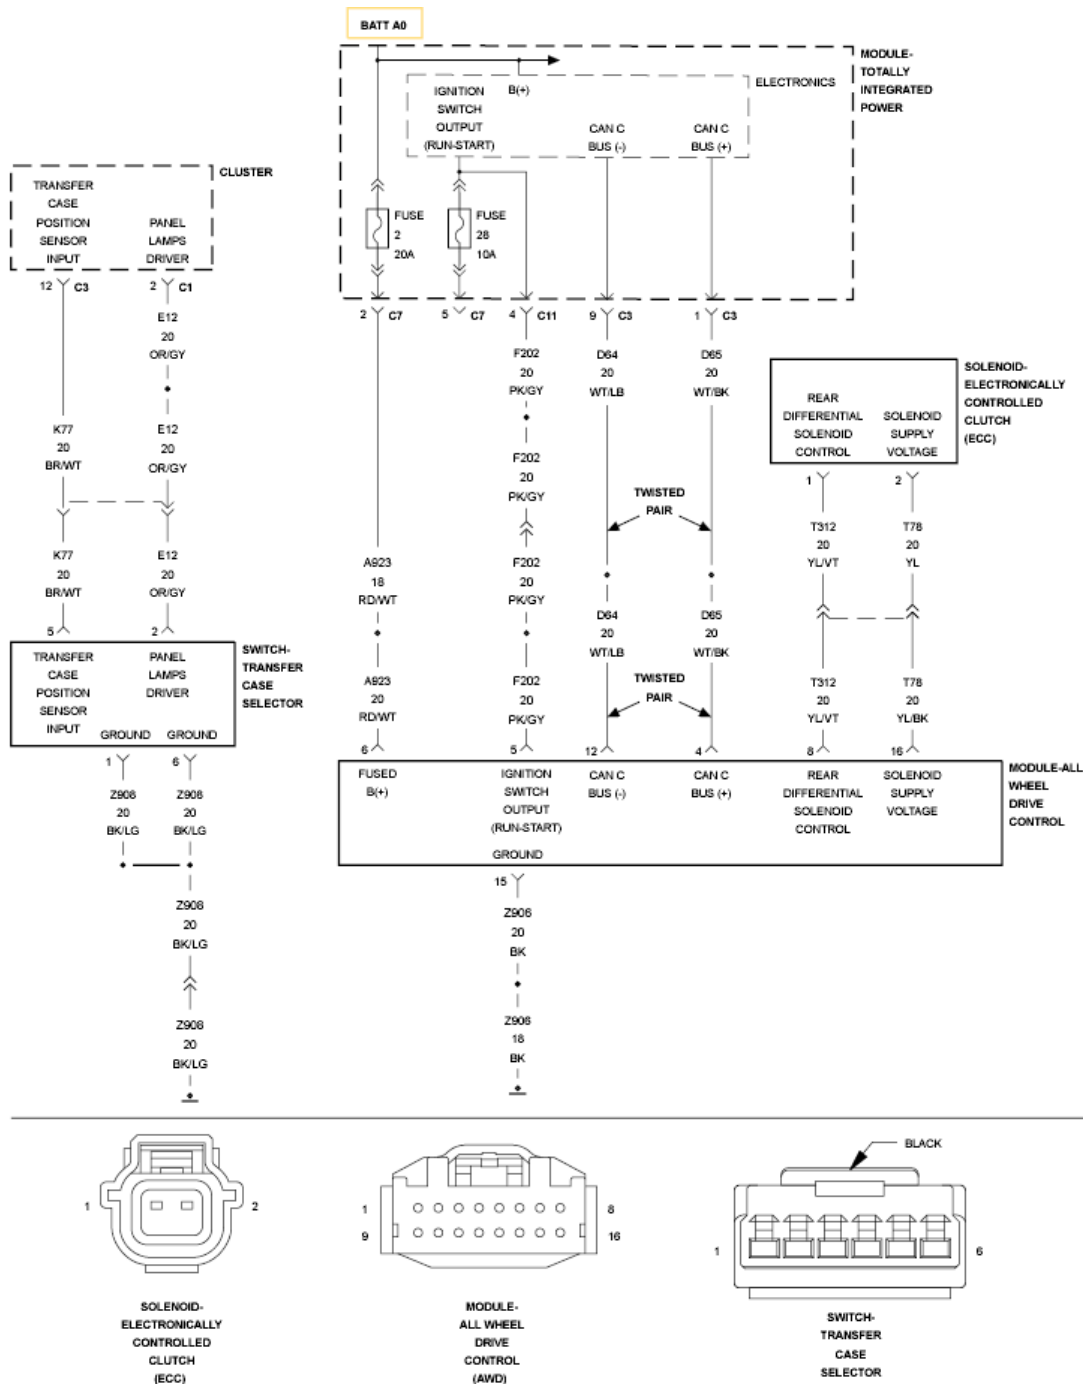 BATT A0
MODULE-
TOTALLY
INTEGRATED
POWER
ELECTRONICS
B(+)
IGNITION
SWITCH
OUTPUT
(RUN-START)
CAN C
BUS (-)
CAN C
BUS (+)
FUSE
2
20A
FUSE
28
10A
CLUSTER
TRANSFER
CASE
POSITION
SENSOR
INPUT
PANEL
LAMPS
DRIVER
12 C3
2 C1
2 C7
5 C7
4 C11
9 C3
1 C3
E12
20
OR/GY
K77
20
BR/WT
E12
20
OR/GY
K77
20
BR/WT
E12
20
OR/GY
5
2
F202
20
PK/GY
D64
20
WT/LB
D65
20
WT/BK
F202
20
PK/GY
TWISTED
PAIR
A923
18
RD/WT
F202
20
PK/GY
D64
20
WT/LB
D65
20
WT/BK
A923
20
RD/WT
F202
20
PK/GY
TWISTED
PAIR
6
5
12
4
SOLENOID-
ELECTRONICALLY
CONTROLLED
CLUTCH
(ECC)
REAR
DIFFERENTIAL
SOLENOID
CONTROL
SOLENOID
SUPPLY
VOLTAGE
1
2
T312
20
YL/VT
T78
20
YL
T312
20
YL/VT
T78
20
YL/BK
8
16
SWITCH-
TRANSFER
CASE
SELECTOR
TRANSFER
CASE
POSITION
SENSOR
INPUT
PANEL
LAMPS
DRIVER
GROUND
GROUND
1
6
Z908
20
BK/LG
Z908
20
BK/LG
Z908
20
BK/LG
Z908
20
BK/LG
MODULE-ALL
WHEEL
DRIVE
CONTROL
FUSED
B(+)
IGNITION
SWITCH
OUTPUT
(RUN-START)
CAN C
BUS (-)
CAN C
BUS (+)
REAR
DIFFERENTIAL
SOLENOID
CONTROL
SOLENOID
SUPPLY
VOLTAGE
GROUND
15
Z906
20
BK
Z906
18
BK
1
2
SOLENOID-
ELECTRONICALLY
CONTROLLED
CLUTCH
(ECC)
1
8
9
16
MODULE-
ALL WHEEL
DRIVE
CONTROL
(AWD)
BLACK
1
6
SWITCH-
TRANSFER
CASE
SELECTOR